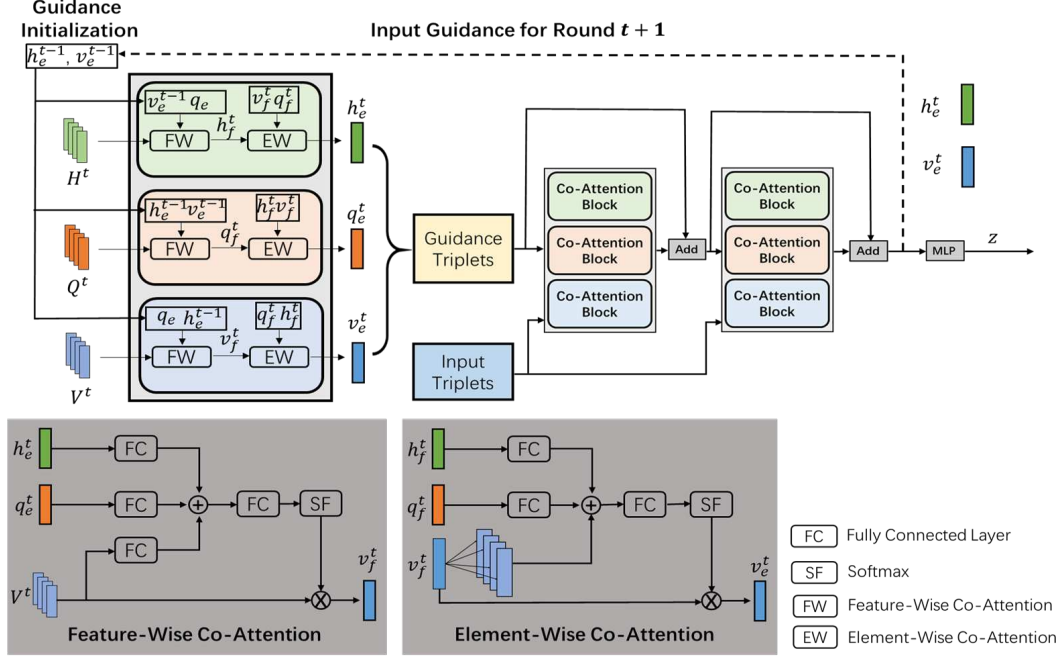 Guidance
Initialization
Input Guidance for Round t + 1
h_e^{t-1}, v_e^{t-1}
v_e^{t-1} q_e
v_f^t q_f^t
h_f^t
h_e^t
FW
EW
H^t
h_e^{t-1} v_e^{t-1}
h_f^t v_f^t
q_f^t
q_e^t
FW
EW
Q^t
q_e h_e^{t-1}
q_f^t h_f^t
v_f^t
v_e^t
FW
EW
V^t
Guidance
Triplets
Input
Triplets
Co-Attention
Block
Co-Attention
Block
Co-Attention
Block
Add
Co-Attention
Block
Co-Attention
Block
Co-Attention
Block
Add
MLP
z
h_e^t
v_e^t
h_e^t
FC
q_e^t
FC
+
FC
SF
FC
V^t
v_f^t
Feature-Wise Co-Attention
h_f^t
FC
q_f^t
FC
+
FC
SF
v_f^t
v_e^t
Element-Wise Co-Attention
FC Fully Connected Layer
SF Softmax
FW Feature-Wise Co-Attention
EW Element-Wise Co-Attention